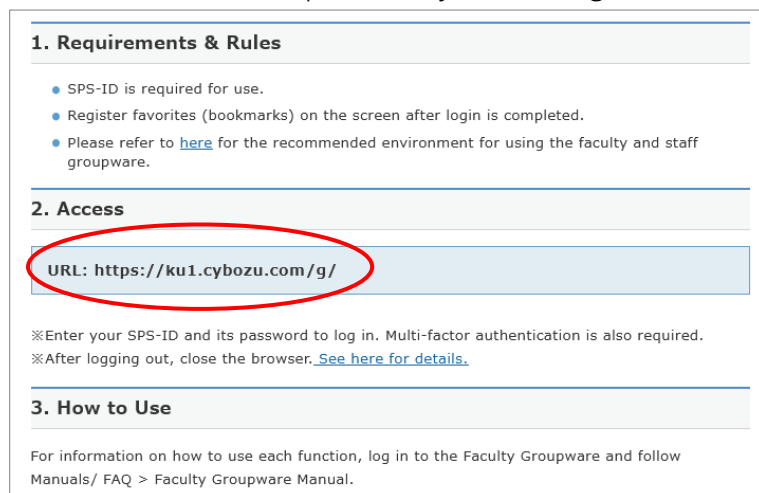 1. Requirements & Rules
SPS-ID is required for use.
Register favorites (bookmarks) on the screen after login is completed.
Please refer to here for the recommended environment for using the faculty and staff
groupware.
2. Access
URL: https://ku1.cybozu.com/g/
※Enter your SPS-ID and its password to log in. Multi-factor authentication is also required.
※After logging out, close the browser. See here for details.
3. How to Use
For information on how to use each function, log in to the Faculty Groupware and follow
Manuals/ FAQ > Faculty Groupware Manual.